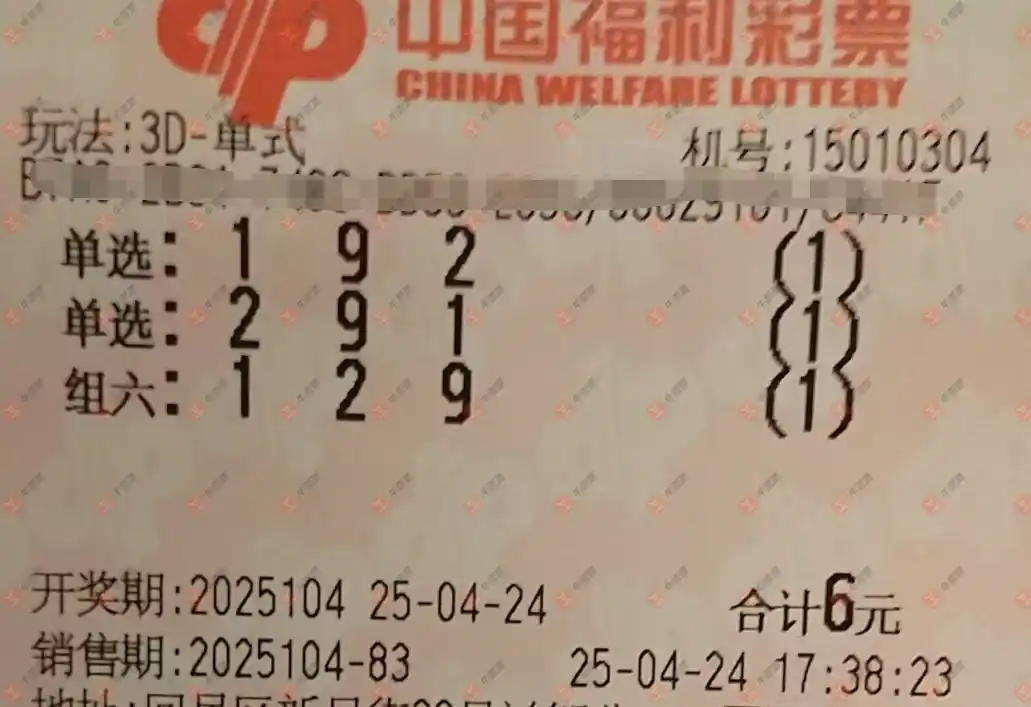 中国福利彩票
CHINA WELFARE LOTTERY
玩法:3D-单式 机号:15010304
单选: 1 9 2 (1)
单选: 2 9 1 (1)
组六: 1 2 9 (1)
开奖期:2025104 25-04-24 合计6元
销售期:2025104-83 25-04-24 17:38:23